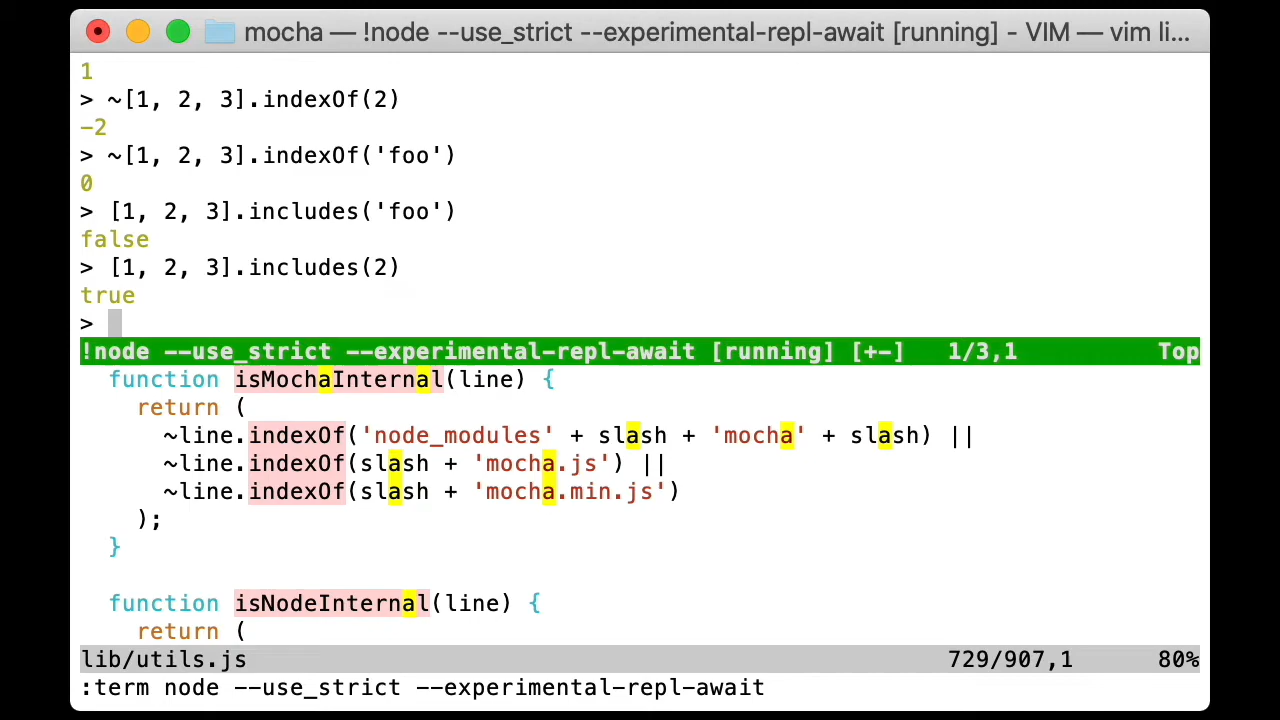 mocha — !node --use_strict --experimental-repl-await [running] - VIM — vim li...
1
> ~[1, 2, 3].indexOf(2)
-2
> ~[1, 2, 3].indexOf('foo')
0
> [1, 2, 3].includes('foo')
false
> [1, 2, 3].includes(2)
true
>
!node --use_strict --experimental-repl-await [running] [+-] 1/3,1 Top
function isMochaInternal(line) {
return (
~line.indexOf('node_modules' + slash + 'mocha' + slash) ||
~line.indexOf(slash + 'mocha.js') ||
~line.indexOf(slash + 'mocha.min.js')
);
}
function isNodeInternal(line) {
return (
lib/utils.js 729/907,1 80%
:term node --use_strict --experimental-repl-await